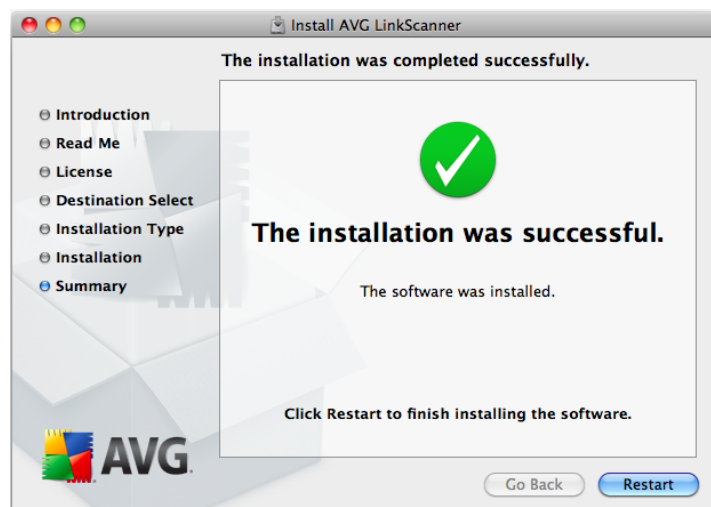 Install AVG LinkScanner
The installation was completed successfully.
Introduction
Read Me
License
Destination Select
Installation Type
Installation
Summary
The installation was successful.
The software was installed.
Click Restart to finish installing the software.
AVG.
Go Back
Restart